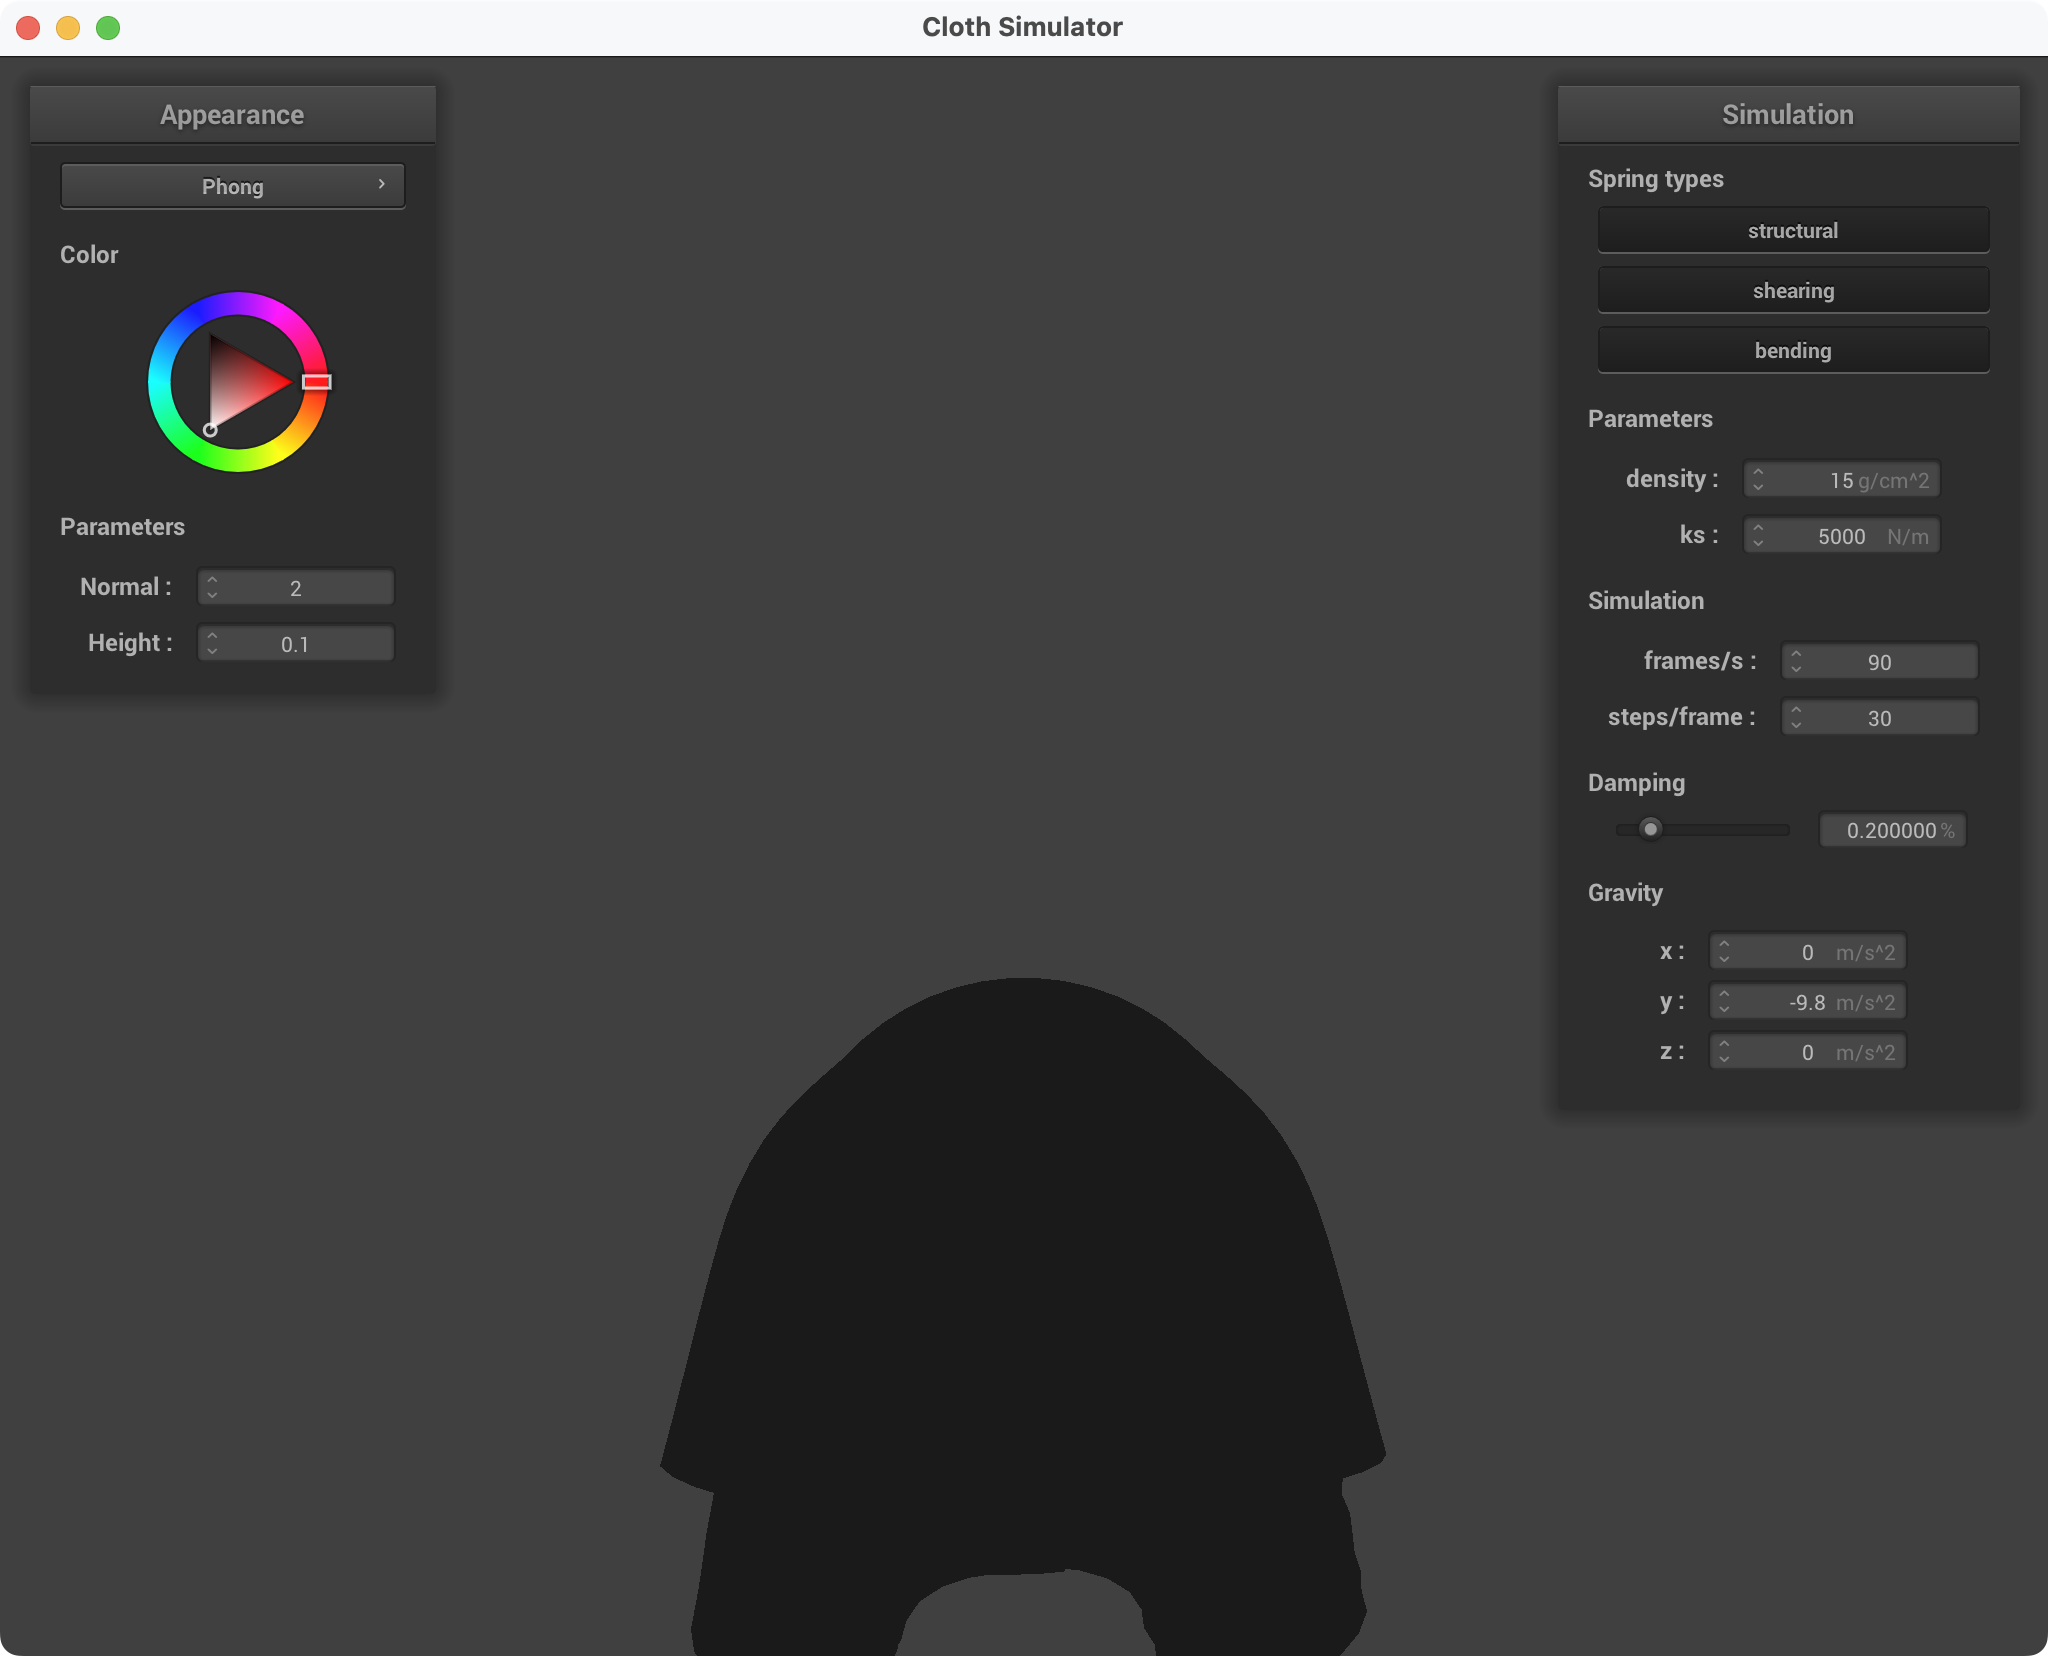 Cloth Simulator
Appearance
Phong
Color
Parameters
Normal : 2
Height : 0.1
Simulation
Spring types
structural
shearing
bending
Parameters
density : 15 g/cm^2
ks : 5000 N/m
Simulation
frames/s : 90
steps/frame : 30
Damping
0.200000 %
Gravity
x : 0 m/s^2
y : -9.8 m/s^2
z : 0 m/s^2